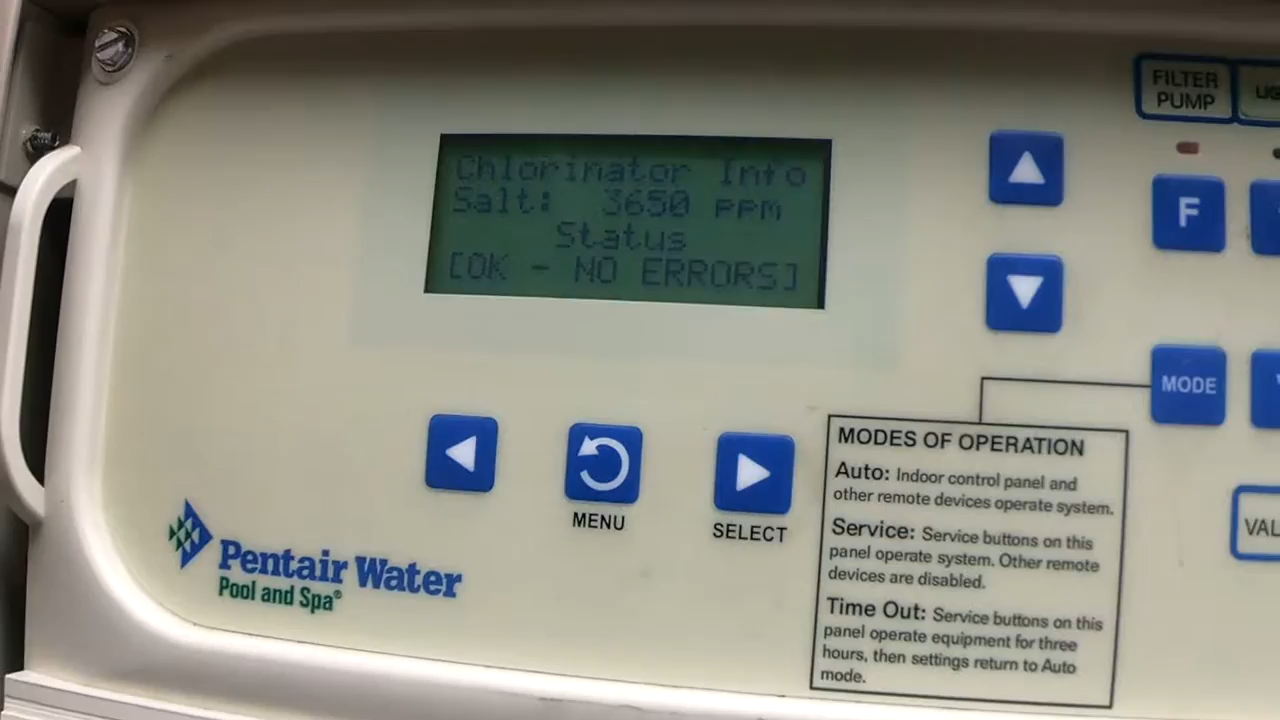 Chlorinator Info
Salt: 3650 ppm
Status
[OK - NO ERRORS]
FILTER
PUMP
F
MODE
MENU
SELECT
MODES OF OPERATION
Auto: Indoor control panel and
other remote devices operate system.
Service: Service buttons on this
panel operate system. Other remote
devices are disabled.
Time Out: Service buttons on this
panel operate equipment for three
hours, then settings return to Auto
mode.
Pentair Water
Pool and Spa®